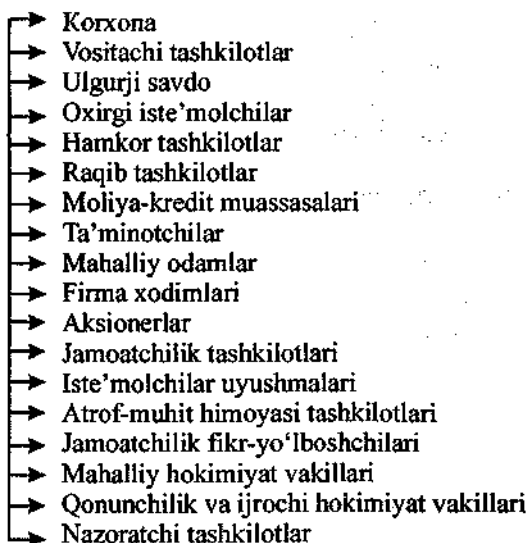 Korxona
Vositachi tashkilotlar
Ulgurji savdo
Oxirgi iste’molchilar
Hamkor tashkilotlar
Raqib tashkilotlar
Moliya-kredit muassasalari
Ta’minotchilar
Mahalliy odamlar
Firma xodimlari
Aksionerlar
Jamoatchilik tashkilotlari
Iste’molchilar uyushmalari
Atrof-muhit himoyasi tashkilotlari
Jamoatchilik fikr-yo‘lboshchilari
Mahalliy hokimiyat vakillari
Qonunchilik va ijrochi hokimiyat vakillari
Nazoratchi tashkilotlar